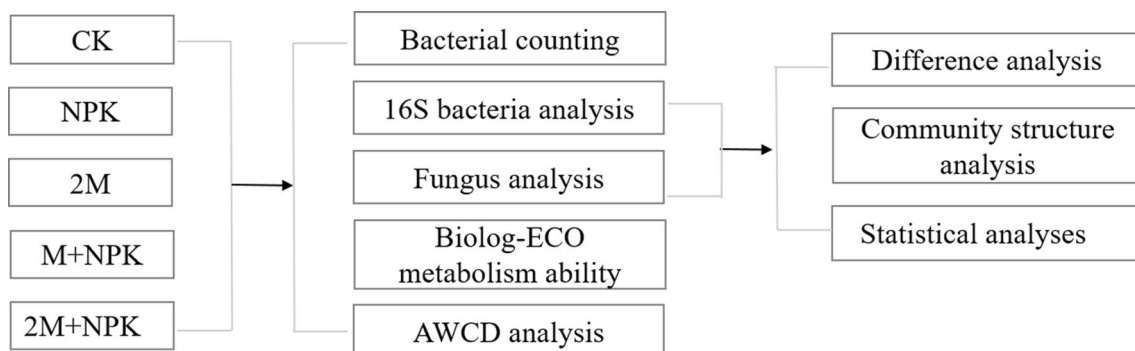 CK
NPK
2M
M+NPK
2M+NPK
Bacterial counting
16S bacteria analysis
Fungus analysis
Biolog-ECO
metabolism ability
AWCD analysis
Difference analysis
Community structure
analysis
Statistical analyses